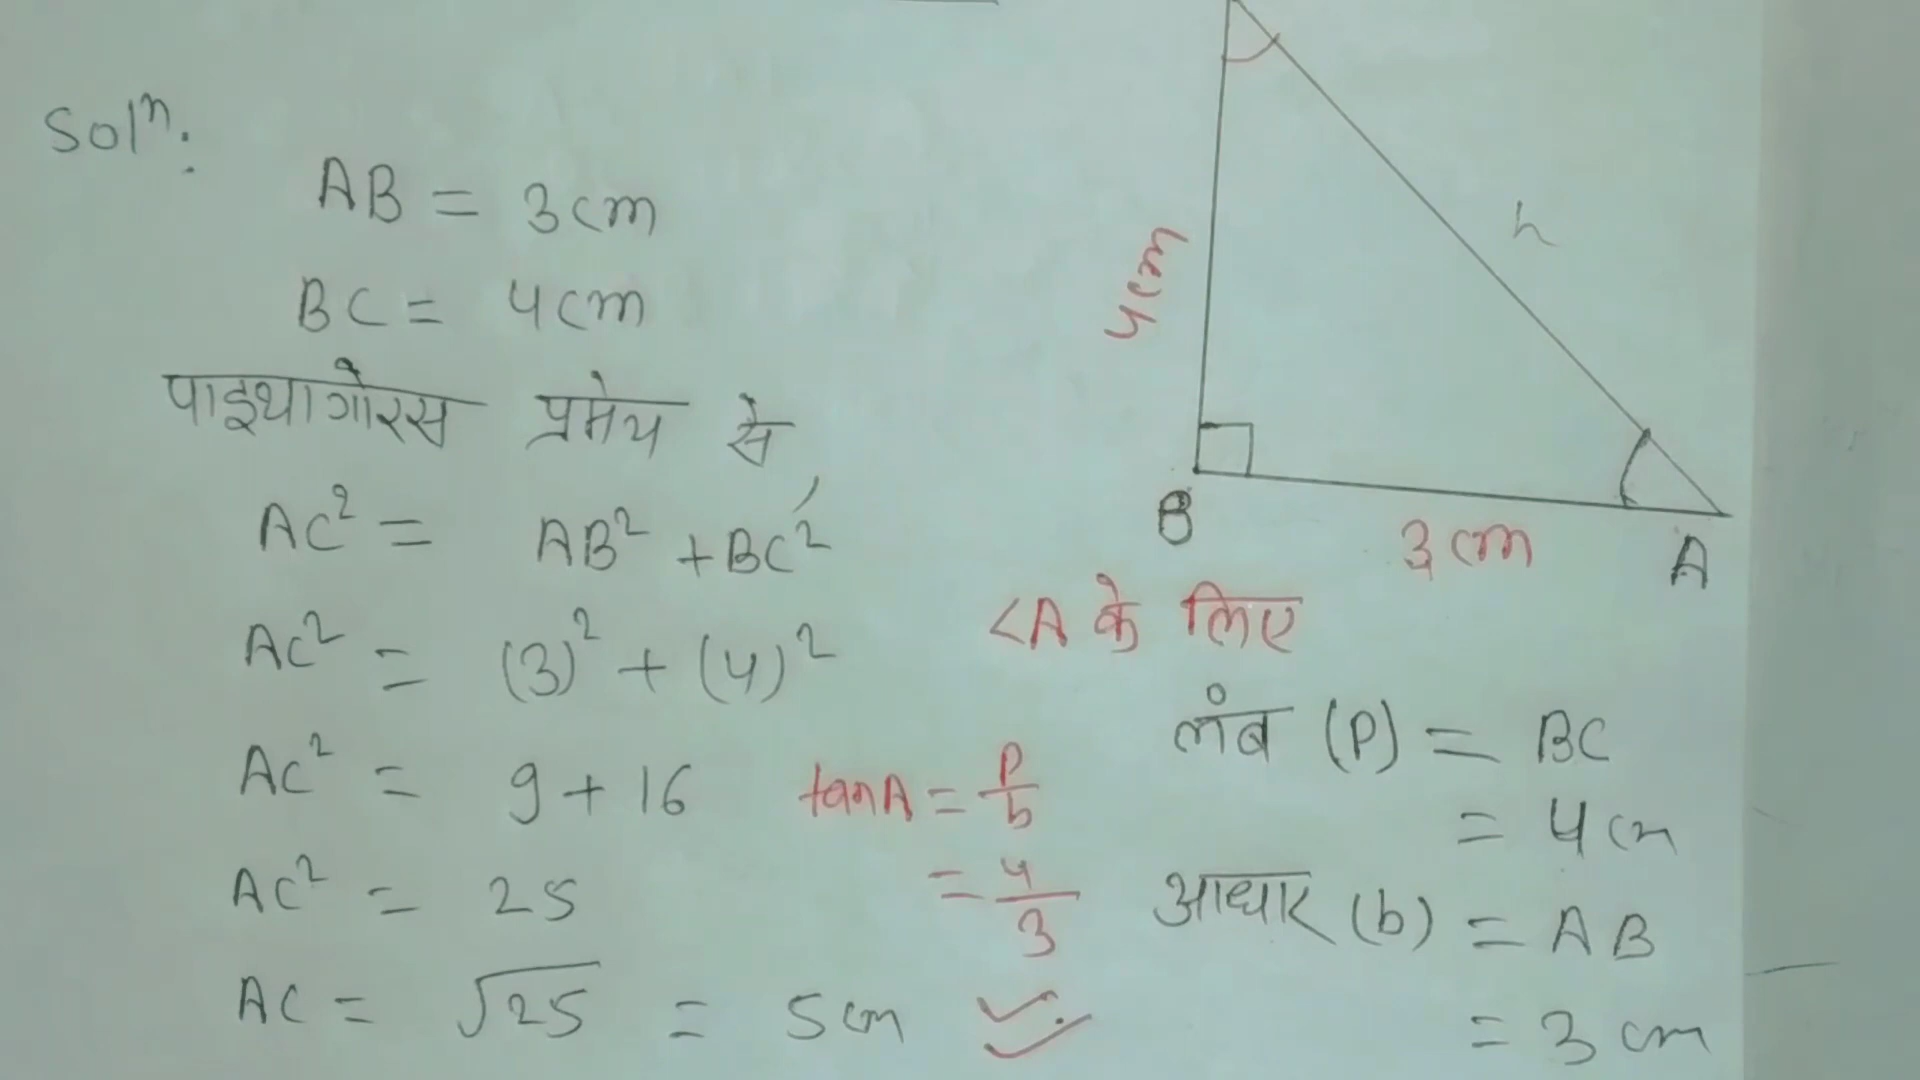 Solⁿ:
AB = 3cm
BC = 4cm
पाइथागोरस प्रमेय से,
AC² = AB² + BC²
AC² = (3)² + (4)²
AC² = 9 + 16
AC² = 25
AC = √25 = 5cm
4cm
h
B
3cm
A
<A के लिए
लंब (P) = BC
= 4cm
आधार (b) = AB
= 3cm
tanA = P/b
= 4/3